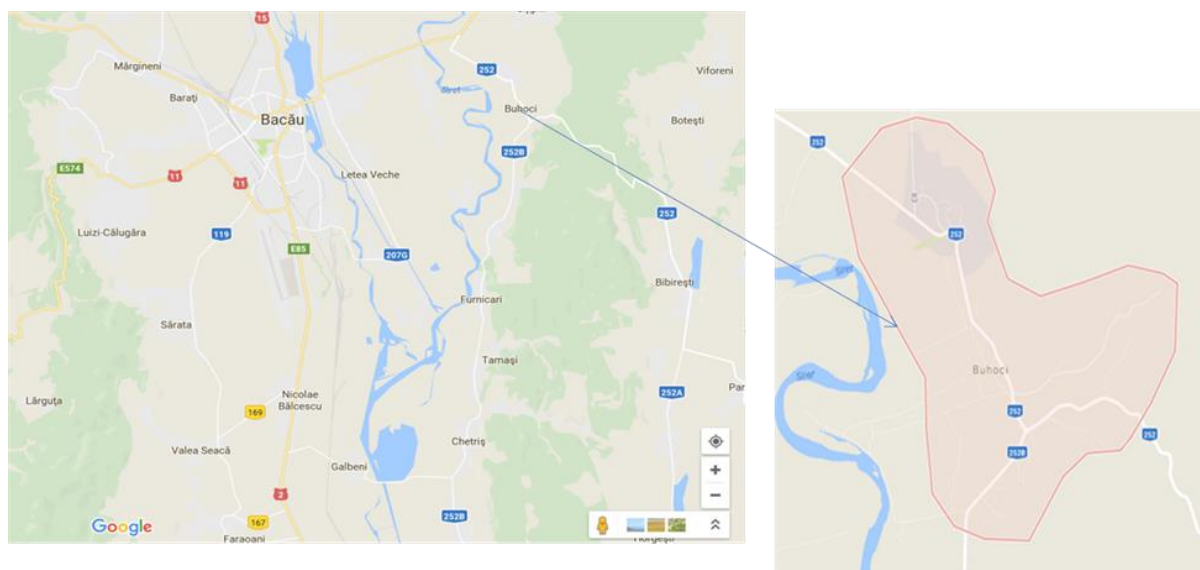 15
Mărgineni
252
Viforeni
Siret
Barați
Buhoci
Bacău
Botești
252B
E574
11
11
Letea Veche
252
Luizi-Călugăra
119
E85
207G
Bibirești
Furnicari
Sărata
Tamași
Lărguța
Nicolae
Bălcescu
252A
Par
169
Valea Seacă
Chetriș
Galbeni
2
Google
167
252B
Faraoani
252
252
Siret
Buhoci
Siret
252
252
252B